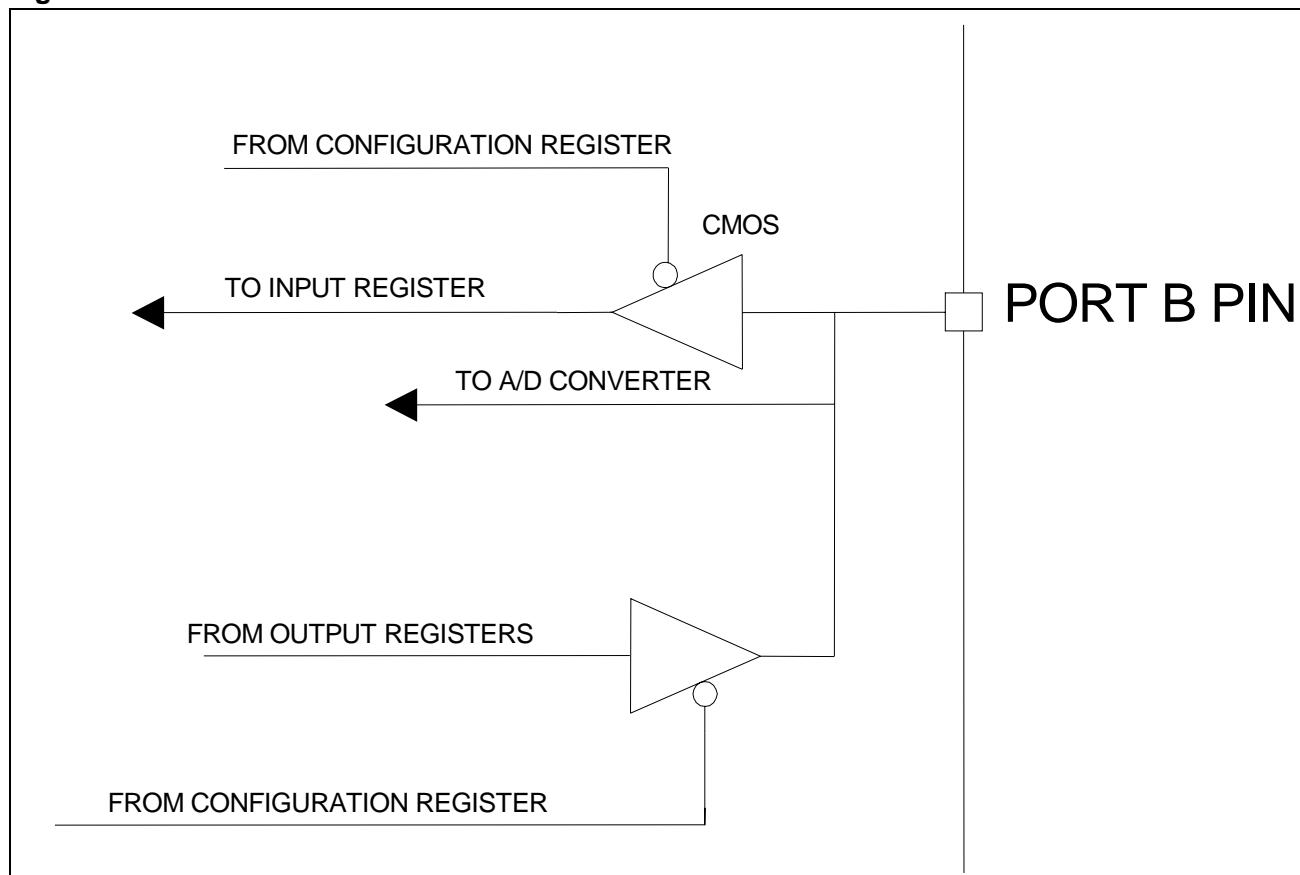 FROM CONFIGURATION REGISTER
CMOS
TO INPUT REGISTER
PORT B PIN
TO A/D CONVERTER
FROM OUTPUT REGISTERS
FROM CONFIGURATION REGISTER